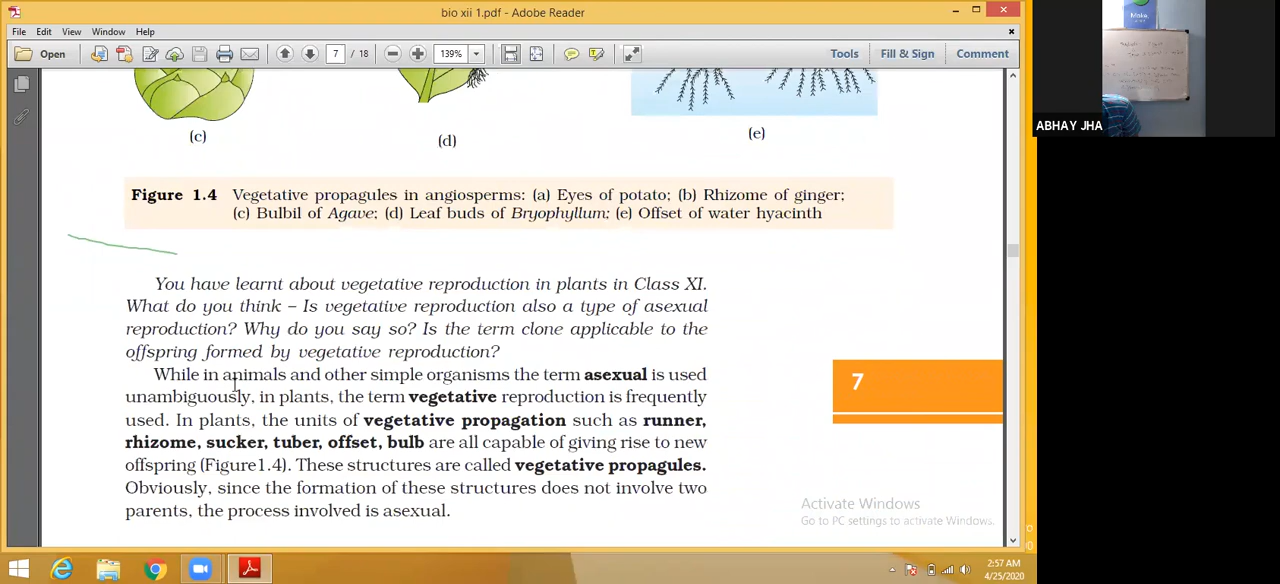 bio xii 1.pdf - Adobe Reader
File Edit View Window Help
Open 7 / 18 139% Tools Fill & Sign Comment
(c) (d) (e)
Figure 1.4 Vegetative propagules in angiosperms: (a) Eyes of potato; (b) Rhizome of ginger;
(c) Bulbil of Agave; (d) Leaf buds of Bryophyllum; (e) Offset of water hyacinth
You have learnt about vegetative reproduction in plants in Class XI.
What do you think – Is vegetative reproduction also a type of asexual
reproduction? Why do you say so? Is the term clone applicable to the
offspring formed by vegetative reproduction?
While in animals and other simple organisms the term asexual is used
unambiguously, in plants, the term vegetative reproduction is frequently
used. In plants, the units of vegetative propagation such as runner,
rhizome, sucker, tuber, offset, bulb are all capable of giving rise to new
offspring (Figure1.4). These structures are called vegetative propagules.
Obviously, since the formation of these structures does not involve two
parents, the process involved is asexual.
7
Activate Windows
Go to PC settings to activate Windows.
2:57 AM
4/25/2020
Make.
ABHAY JHA